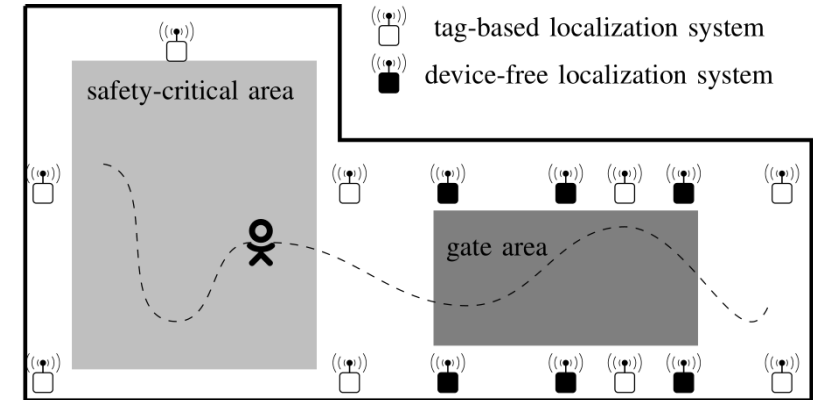 tag-based localization system
device-free localization system
safety-critical area
gate area